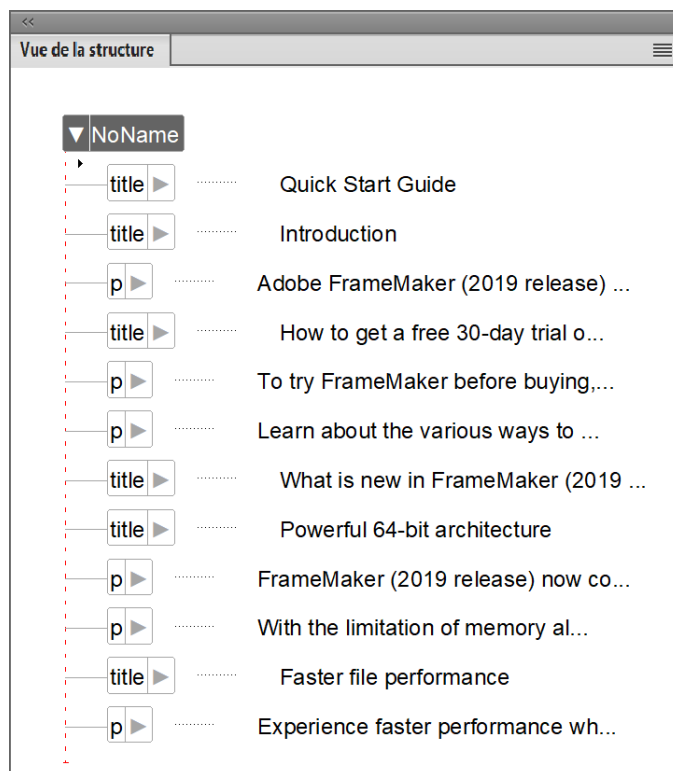 Vue de la structure
NoName
title Quick Start Guide
title Introduction
p Adobe FrameMaker (2019 release) ...
title How to get a free 30-day trial o...
p To try FrameMaker before buying,...
p Learn about the various ways to ...
title What is new in FrameMaker (2019 ...
title Powerful 64-bit architecture
p FrameMaker (2019 release) now co...
p With the limitation of memory al...
title Faster file performance
p Experience faster performance wh...